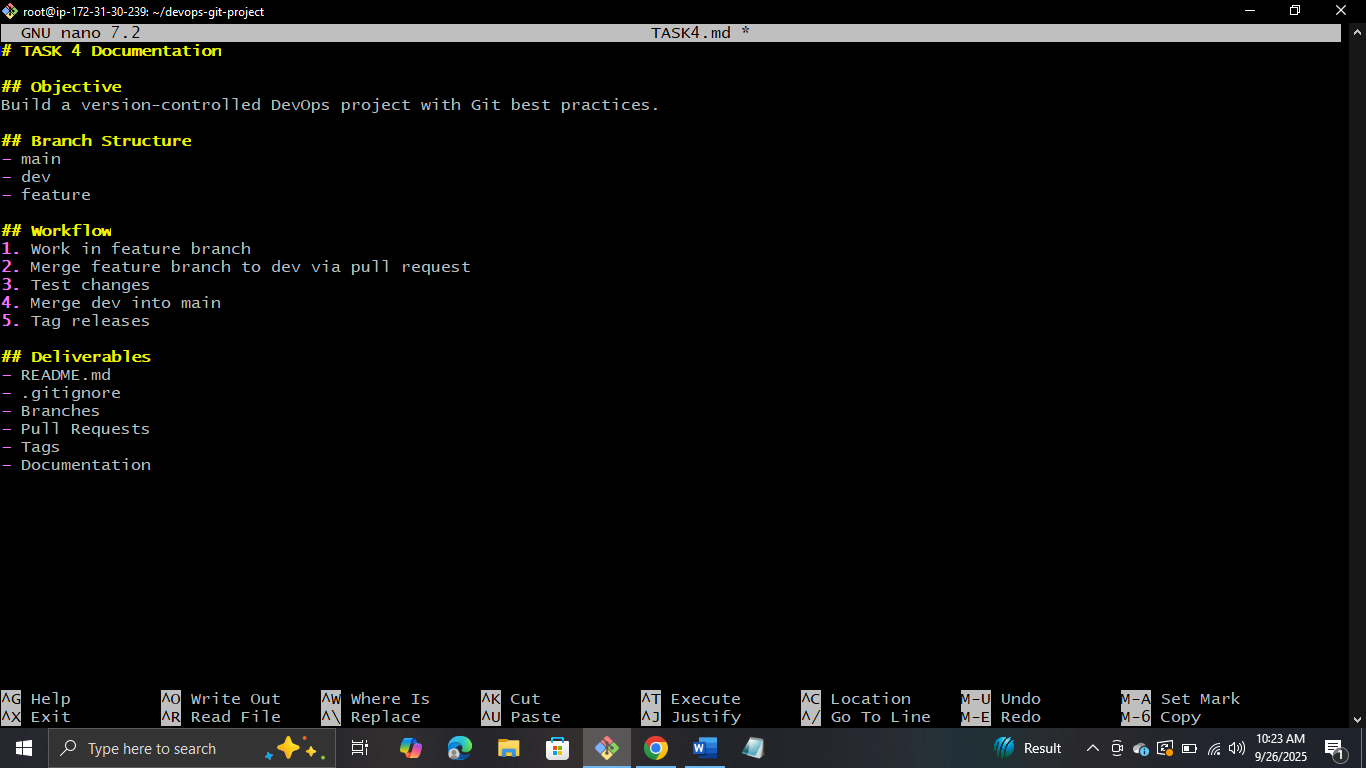 root@ip-172-31-30-239: ~/devops-git-project
GNU nano 7.2 TASK4.md *
# TASK 4 Documentation
## Objective
Build a version-controlled DevOps project with Git best practices.
## Branch Structure
- main
- dev
- feature
## Workflow
1. Work in feature branch
2. Merge feature branch to dev via pull request
3. Test changes
4. Merge dev into main
5. Tag releases
## Deliverables
- README.md
- .gitignore
- Branches
- Pull Requests
- Tags
- Documentation
^G Help ^O Write Out ^W Where Is ^K Cut ^T Execute ^C Location M-U Undo M-A Set Mark
^X Exit ^R Read File ^\ Replace ^U Paste ^J Justify ^/ Go To Line M-E Redo M-6 Copy
Type here to search Result 10:23 AM
9/26/2025 1